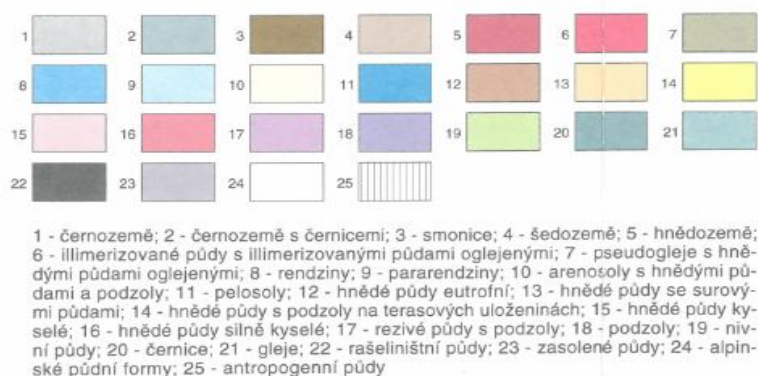 1 2 3 4 5 6 7
8 9 10 11 12 13 14
15 16 17 18 19 20 21
22 23 24 25
1 - černozemě; 2 - černozemě s černicemi; 3 - smonice; 4 - šedozemě; 5 - hnědozemě;
6 - illimerizované půdy s illimerizovanými půdami oglejenými; 7 - pseudogleje s hně-
dými půdami oglejenými; 8 - rendziny; 9 - pararendziny; 10 - arenosoly s hnědými pů-
dami a podzoly; 11 - pelosoly; 12 - hnědé půdy eutrofní; 13 - hnědé půdy se surový-
mi půdami; 14 - hnědé půdy s podzoly na terasových uloženinách; 15 - hnědé půdy ky-
selé; 16 - hnědé půdy silně kyselé; 17 - rezivé půdy s podzoly; 18 - podzoly; 19 - niv-
ní půdy; 20 - černice; 21 - gleje; 22 - rašeliništní půdy; 23 - zasolené půdy; 24 - alpin-
ské půdní formy; 25 - antropogenní půdy